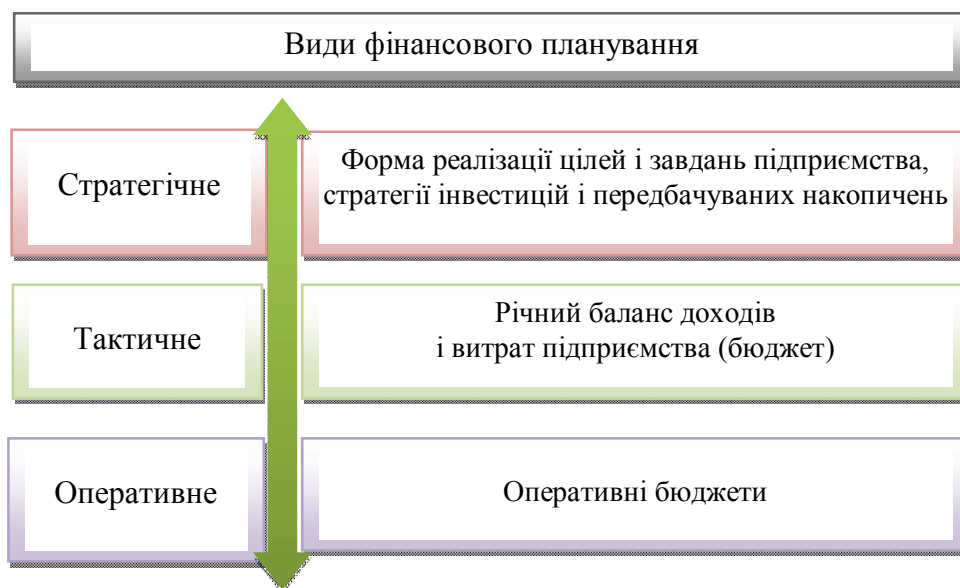 Види фінансового планування
Стратегічне
Форма реалізації цілей і завдань підприємства,
стратегії інвестицій і передбачуваних накопичень
Тактичне
Річний баланс доходів
і витрат підприємства (бюджет)
Оперативне
Оперативні бюджети